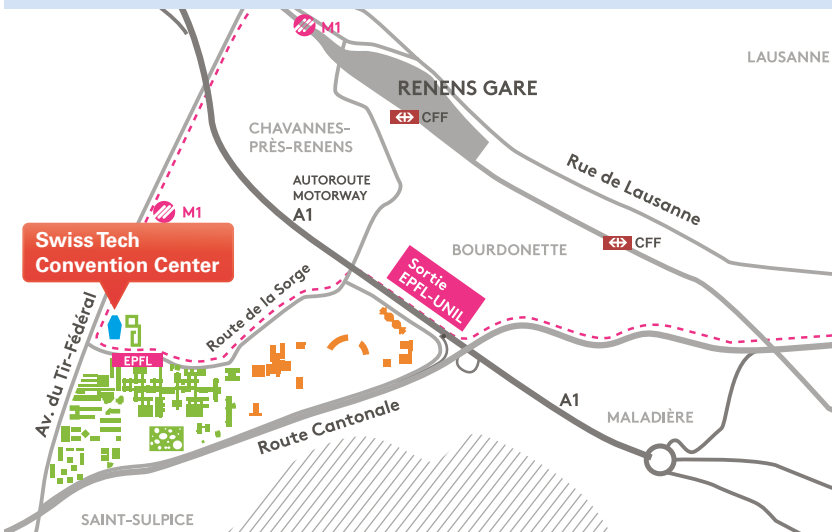 M1
LAUSANNE
RENENS GARE
CFF
CHAVANNES-
PRÈS-RENENS
Rue de Lausanne
AUTOROUTE
MOTORWAY
A1
M1
Swiss Tech
Convention Center
BOURDONETTE
CFF
Sortie
EPFL-UNIL
Route de la Sorge
Av. du Tir-Fédéral
EPFL
A1
Route Cantonale
MALADIÈRE
SAINT-SULPICE